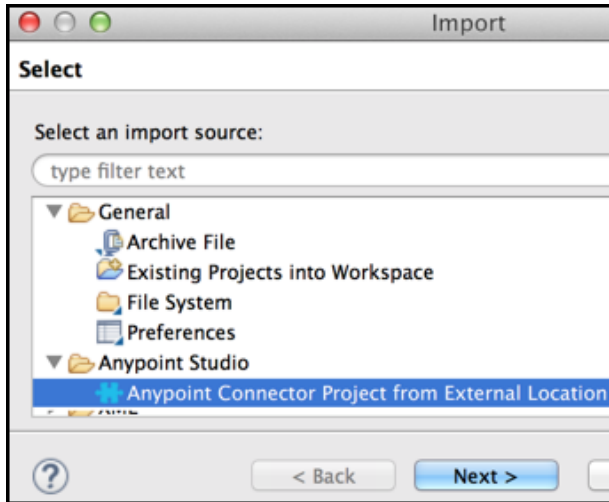 Import
Select
Select an import source:
type filter text
General
Archive File
Existing Projects into Workspace
File System
Preferences
Anypoint Studio
Anypoint Connector Project from External Location
? < Back Next >